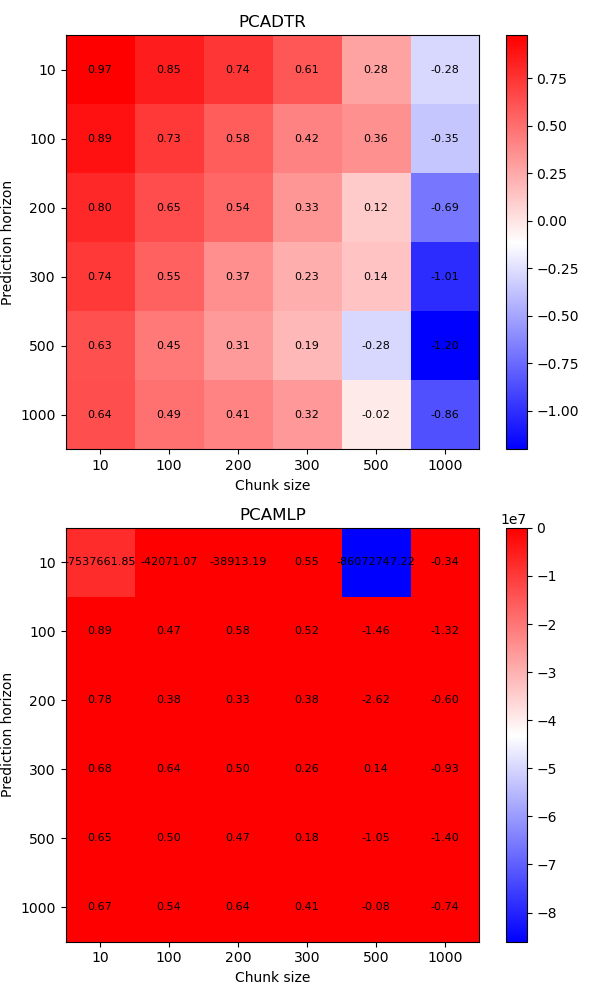 PCADTR
Prediction horizon
10 0.97 0.85 0.74 0.61 0.28 -0.28
100 0.89 0.73 0.58 0.42 0.36 -0.35
200 0.80 0.65 0.54 0.33 0.12 -0.69
300 0.74 0.55 0.37 0.23 0.14 -1.01
500 0.63 0.45 0.31 0.19 -0.28 -1.20
1000 0.64 0.49 0.41 0.32 -0.02 -0.86
10 100 200 300 500 1000
Chunk size
0.75
0.50
0.25
0.00
−0.25
−0.50
−0.75
−1.00
PCAMLP
Prediction horizon
10 -7537661.85 -42071.07 -38913.19 0.55 -86072747.22 -0.34
100 0.89 0.47 0.58 0.52 -1.46 -1.32
200 0.78 0.38 0.33 0.38 -2.62 -0.60
300 0.68 0.64 0.50 0.26 0.14 -0.93
500 0.65 0.50 0.47 0.18 -1.05 -1.40
1000 0.67 0.54 0.64 0.41 -0.08 -0.74
10 100 200 300 500 1000
Chunk size
1e7
0
−1
−2
−3
−4
−5
−6
−7
−8